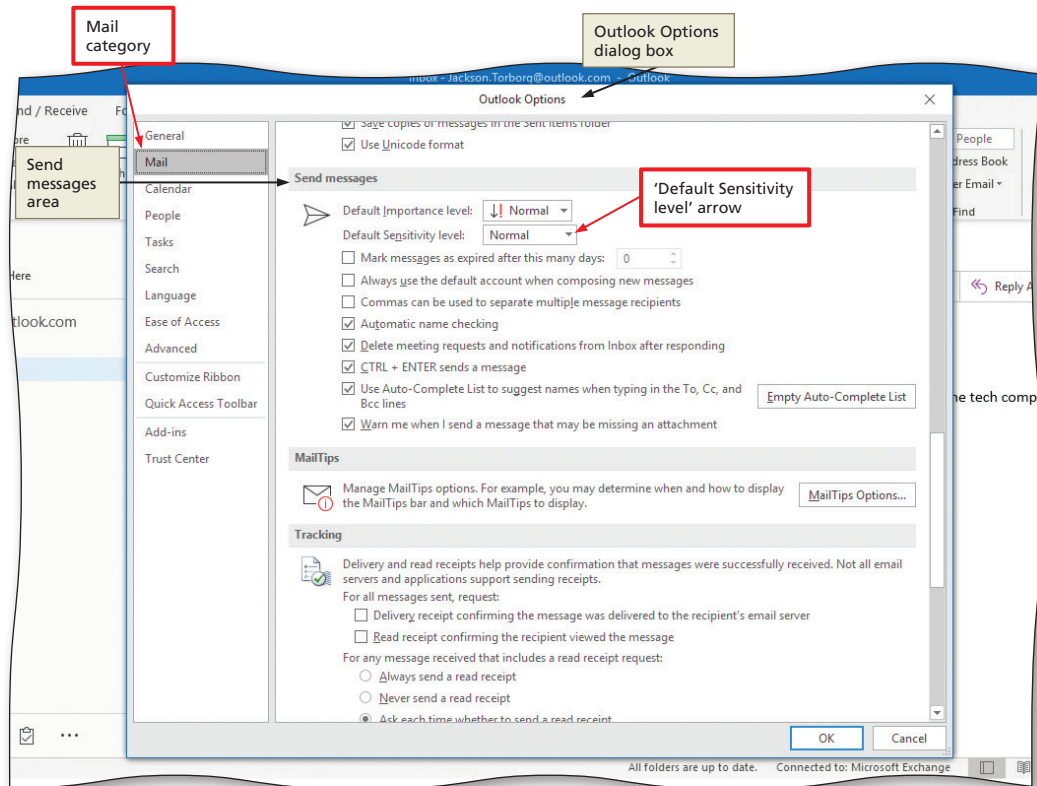 Mail
category
Outlook Options
dialog box
Inbox - Jackson.Torborg@outlook.com - Outlook
Outlook Options
nd / Receive
Fo
General
Save copies of messages in the Sent Items folder
Use Unicode format
People
dress Book
er Email
Find
Send
messages
area
Mail
Send messages
'Default Sensitivity
level' arrow
Calendar
People
Tasks
Search
Language
Ease of Access
Advanced
Customize Ribbon
Quick Access Toolbar
Add-ins
Trust Center
Default Importance level: Normal
Default Sensitivity level: Normal
Mark messages as expired after this many days: 0
Always use the default account when composing new messages
Commas can be used to separate multiple message recipients
Automatic name checking
Delete meeting requests and notifications from Inbox after responding
CTRL + ENTER sends a message
Use Auto-Complete List to suggest names when typing in the To, Cc, and
Bcc lines
Empty Auto-Complete List
Warn me when I send a message that may be missing an attachment
Here
tlook.com
Reply A
he tech comp
MailTips
Manage MailTips options. For example, you may determine when and how to display
the MailTips bar and which MailTips to display.
MailTips Options...
Tracking
Delivery and read receipts help provide confirmation that messages were successfully received. Not all email
servers and applications support sending receipts.
For all messages sent, request:
Delivery receipt confirming the message was delivered to the recipient's email server
Read receipt confirming the recipient viewed the message
For any message received that includes a read receipt request:
Always send a read receipt
Never send a read receipt
Ask each time whether to send a read receipt
OK
Cancel
All folders are up to date. Connected to: Microsoft Exchange